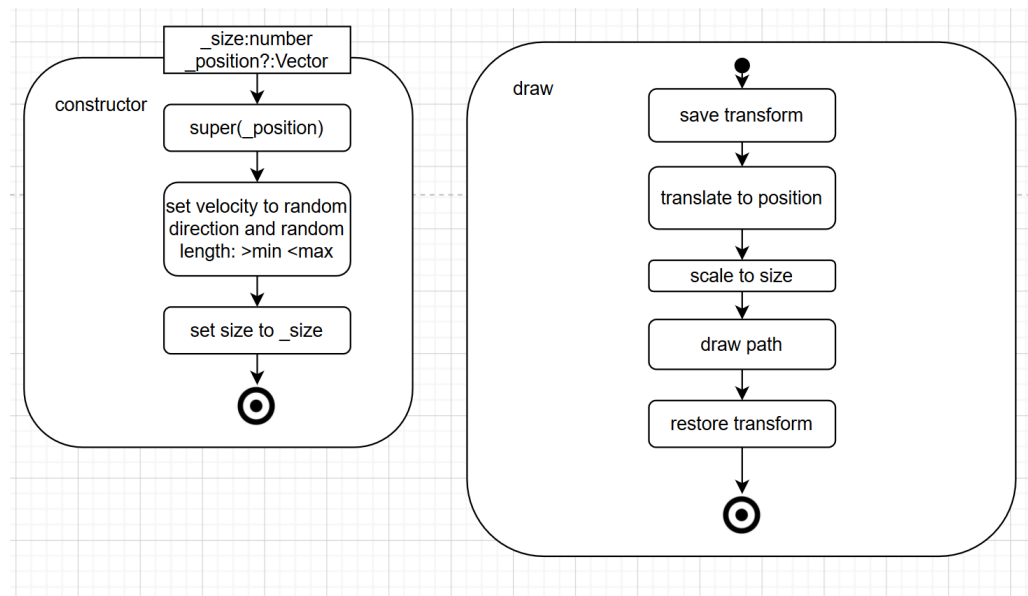 _size:number
_position?:Vector
constructor
super(_position)
set velocity to random
direction and random
length: >min <max
set size to _size
draw
save transform
translate to position
scale to size
draw path
restore transform